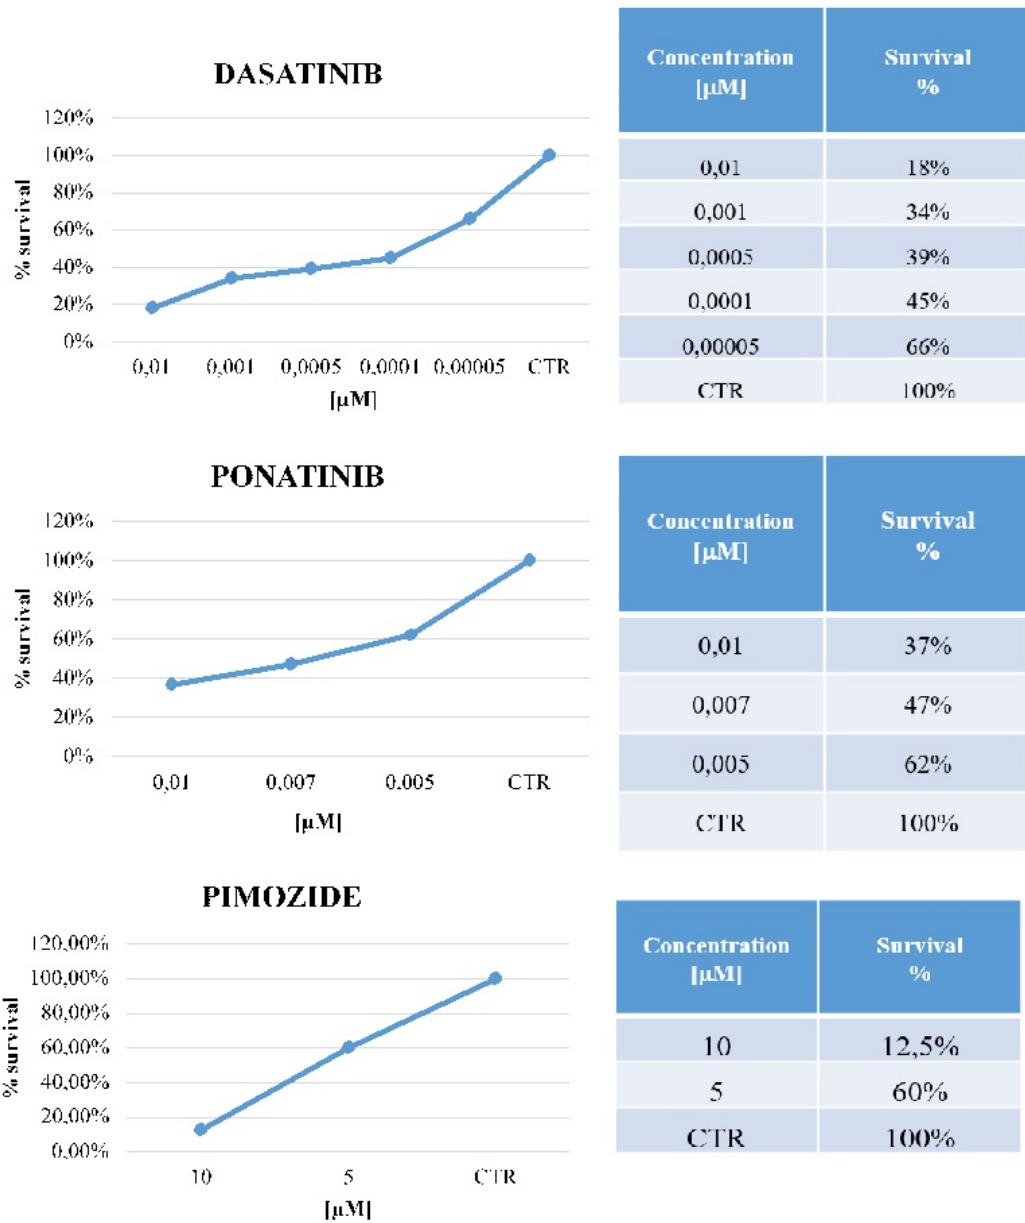 DASATINIB
120%
100%
80%
60%
40%
20%
0%
% survival
0,01 0,001 0,0005 0,0001 0,00005 CTR
[µM]
Concentration Survival
[µM] %
0,01 18%
0,001 34%
0,0005 39%
0,0001 45%
0,00005 66%
CTR 100%
PONATINIB
120%
100%
80%
60%
40%
20%
0%
% survival
0,01 0,007 0.005 CTR
[µM]
Concentration Survival
[µM] %
0,01 37%
0,007 47%
0,005 62%
CTR 100%
PIMOZIDE
120,00%
100,00%
80,00%
60,00%
40,00%
20,00%
0,00%
% survival
10 5 CTR
[µM]
Concentration Survival
[µM] %
10 12,5%
5 60%
CTR 100%